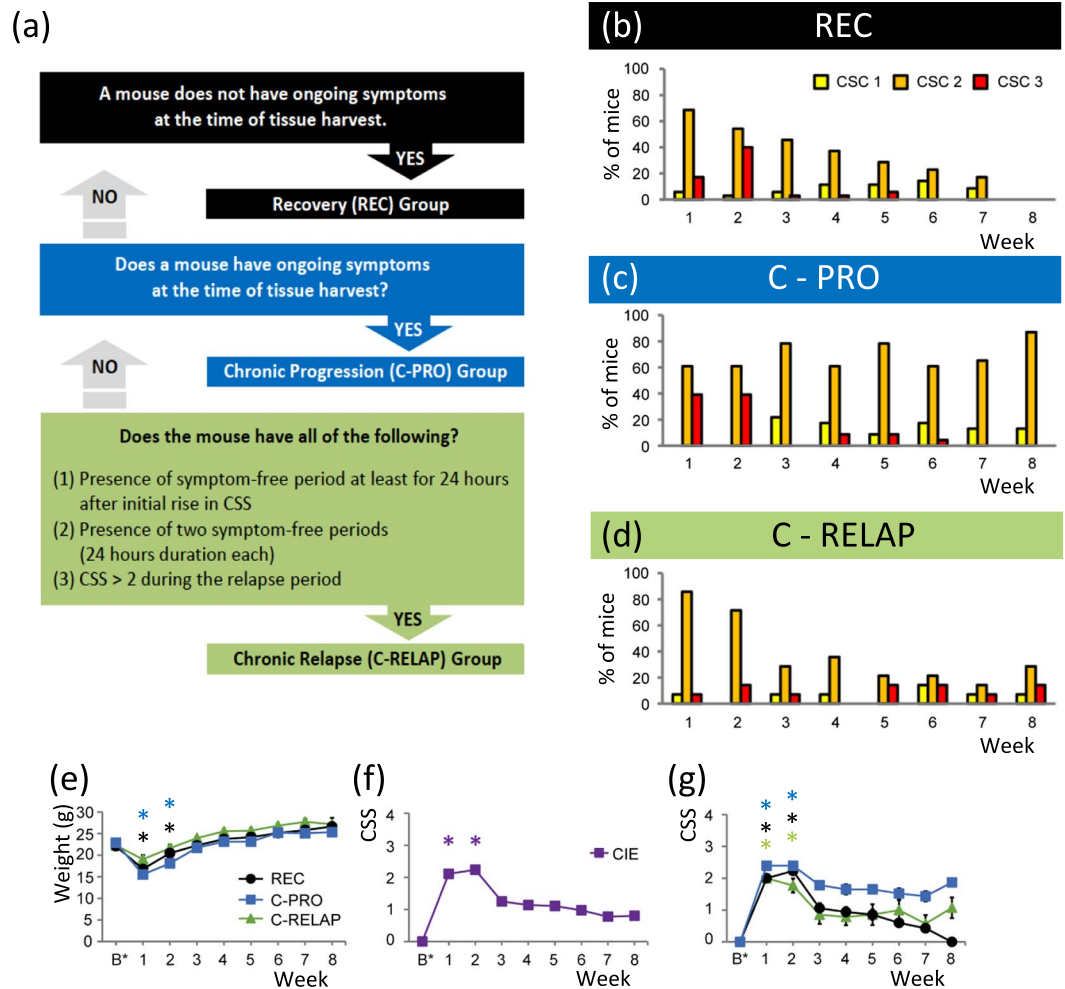 (a)
A mouse does not have ongoing symptoms
at the time of tissue harvest.
YES
NO
Recovery (REC) Group
Does a mouse have ongoing symptoms
at the time of tissue harvest?
YES
NO
Chronic Progression (C-PRO) Group
Does the mouse have all of the following?
(1) Presence of symptom-free period at least for 24 hours
after initial rise in CSS
(2) Presence of two symptom-free periods
(24 hours duration each)
(3) CSS > 2 during the relapse period
YES
Chronic Relapse (C-RELAP) Group
(b) REC
CSC 1 CSC 2 CSC 3
% of mice
100
80
60
40
20
0
1 2 3 4 5 6 7 8
Week
(c) C - PRO
% of mice
100
80
60
40
20
0
1 2 3 4 5 6 7 8
Week
(d) C - RELAP
% of mice
100
80
60
40
20
0
1 2 3 4 5 6 7 8
Week
(e)
Weight (g)
30
25
20
15
10
5
0
* *
* *
REC
C-PRO
C-RELAP
B* 1 2 3 4 5 6 7 8
Week
(f)
CSS
4
3
2
1
0
* *
CIE
B* 1 2 3 4 5 6 7 8
Week
(g)
CSS
4
3
2
1
0
* *
* *
* *
B* 1 2 3 4 5 6 7 8
Week